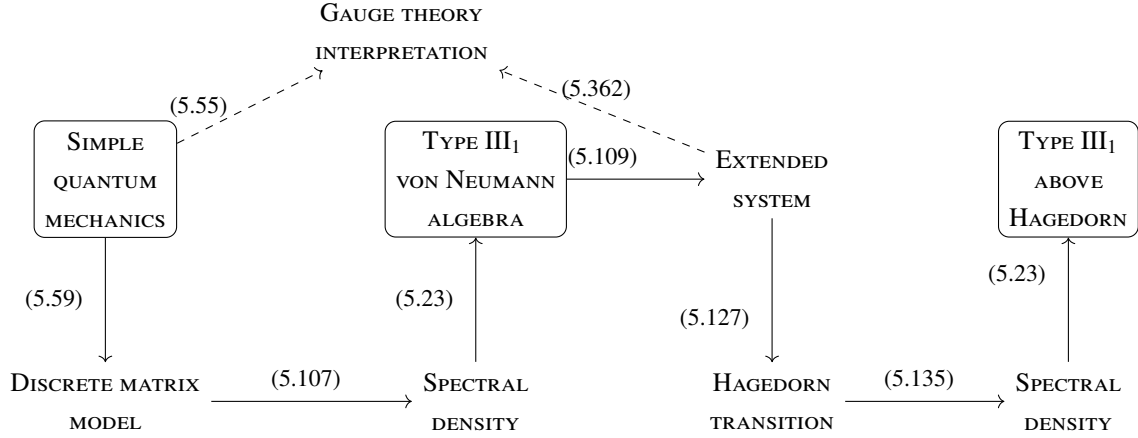 GAUGE THEORY
INTERPRETATION
(5.55)
(5.362)
SIMPLE
QUANTUM
MECHANICS
TYPE III₁
VON NEUMANN
ALGEBRA
(5.109)
EXTENDED
SYSTEM
TYPE III₁
ABOVE
HAGEDORN
(5.59)
(5.23)
(5.127)
(5.23)
DISCRETE MATRIX
MODEL
(5.107)
SPECTRAL
DENSITY
HAGEDORN
TRANSITION
(5.135)
SPECTRAL
DENSITY